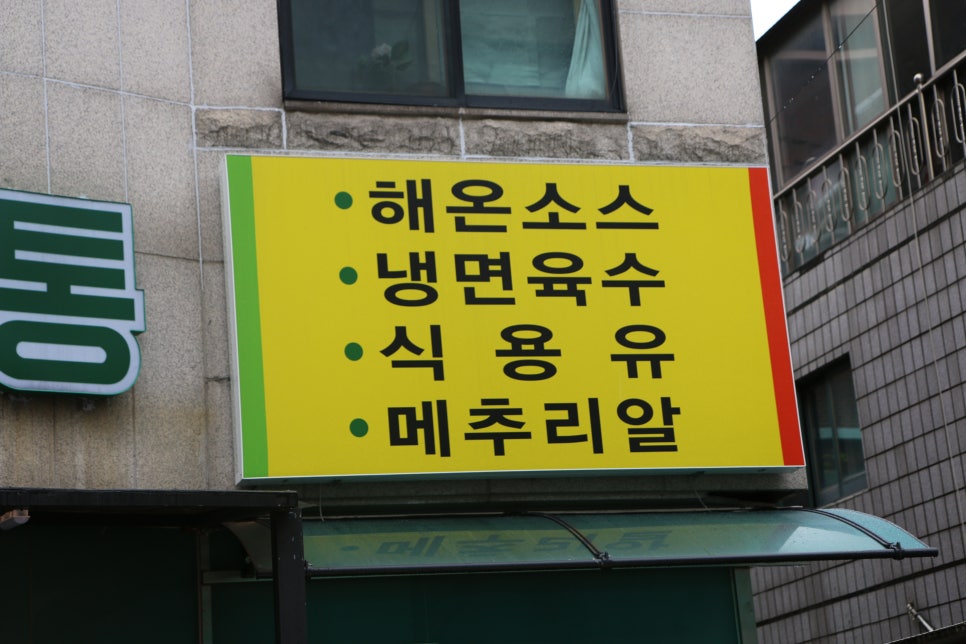 통
• 해온소스
• 냉면육수
• 식 용 유
• 메추리알